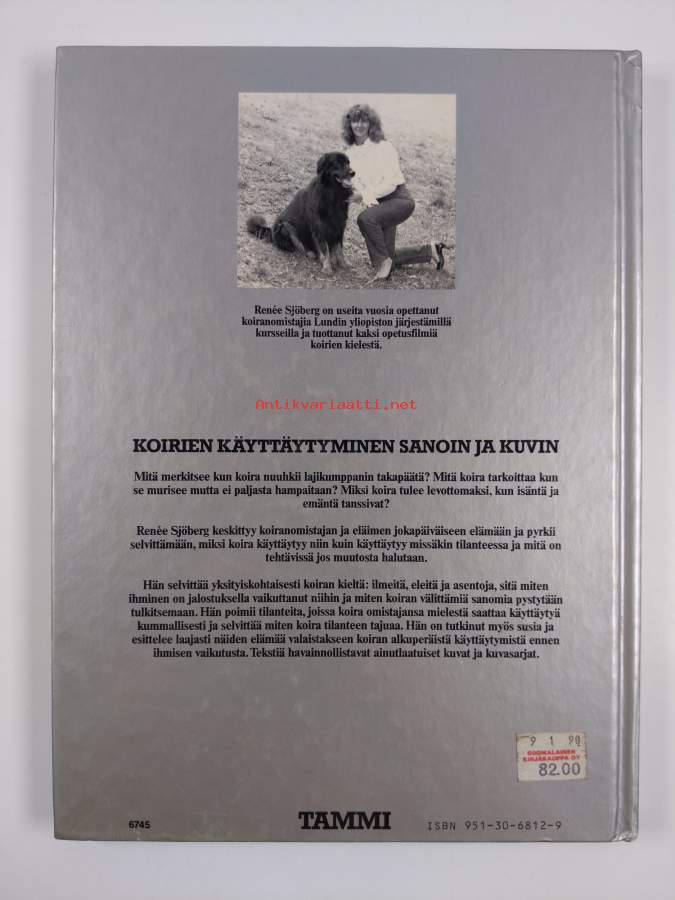 Renée Sjöberg on useita vuosia opettanut
koiranomistajia Lundin yliopiston järjestämillä
kursseilla ja tuottanut kaksi opetusfilmiä
koirien kielestä.
Antikvariaatti.net
KOIRIEN KÄYTTÄYTYMINEN SANOIN JA KUVIN
Mitä merkitsee kun koira nuuhkii lajikumppanin takapäätä? Mitä koira tarkoittaa kun
se murisee mutta ei paljasta hampaitaan? Miksi koira tulee levottomaksi, kun isäntä ja
emäntä tanssivat?
Renée Sjöberg keskittyy koiranomistajan ja eläimen jokapäiväiseen elämään ja pyrkii
selvittämään, miksi koira käyttäytyy niin kuin käyttäytyy missäkin tilanteessa ja mitä on
tehtävissä jos muutosta halutaan.
Hän selvittää yksityiskohtaisesti koiran kieltä: ilmeitä, eleitä ja asentoja, sitä miten
ihminen on jalostuksella vaikuttanut niihin ja miten koiran välittämiä sanomia pystytään
tulkitsemaan. Hän poimii tilanteita, joissa koira omistajansa mielestä saattaa käyttäytyä
kummallisesti ja selvittää miten koira tilanteen tajuaa. Hän on tutkinut myös susia ja
esittelee laajasti näiden elämää valaistakseen koiran alkuperäistä käyttäytymistä ennen
ihmisen vaikutusta. Tekstiä havainnollistavat ainutlaatuiset kuvat ja kuvasarjat.
9 1 90
SUOMALAINEN
KIRJAKAUPPA OY
82.00
6745
TAMMI
ISBN 951-30-6812-9